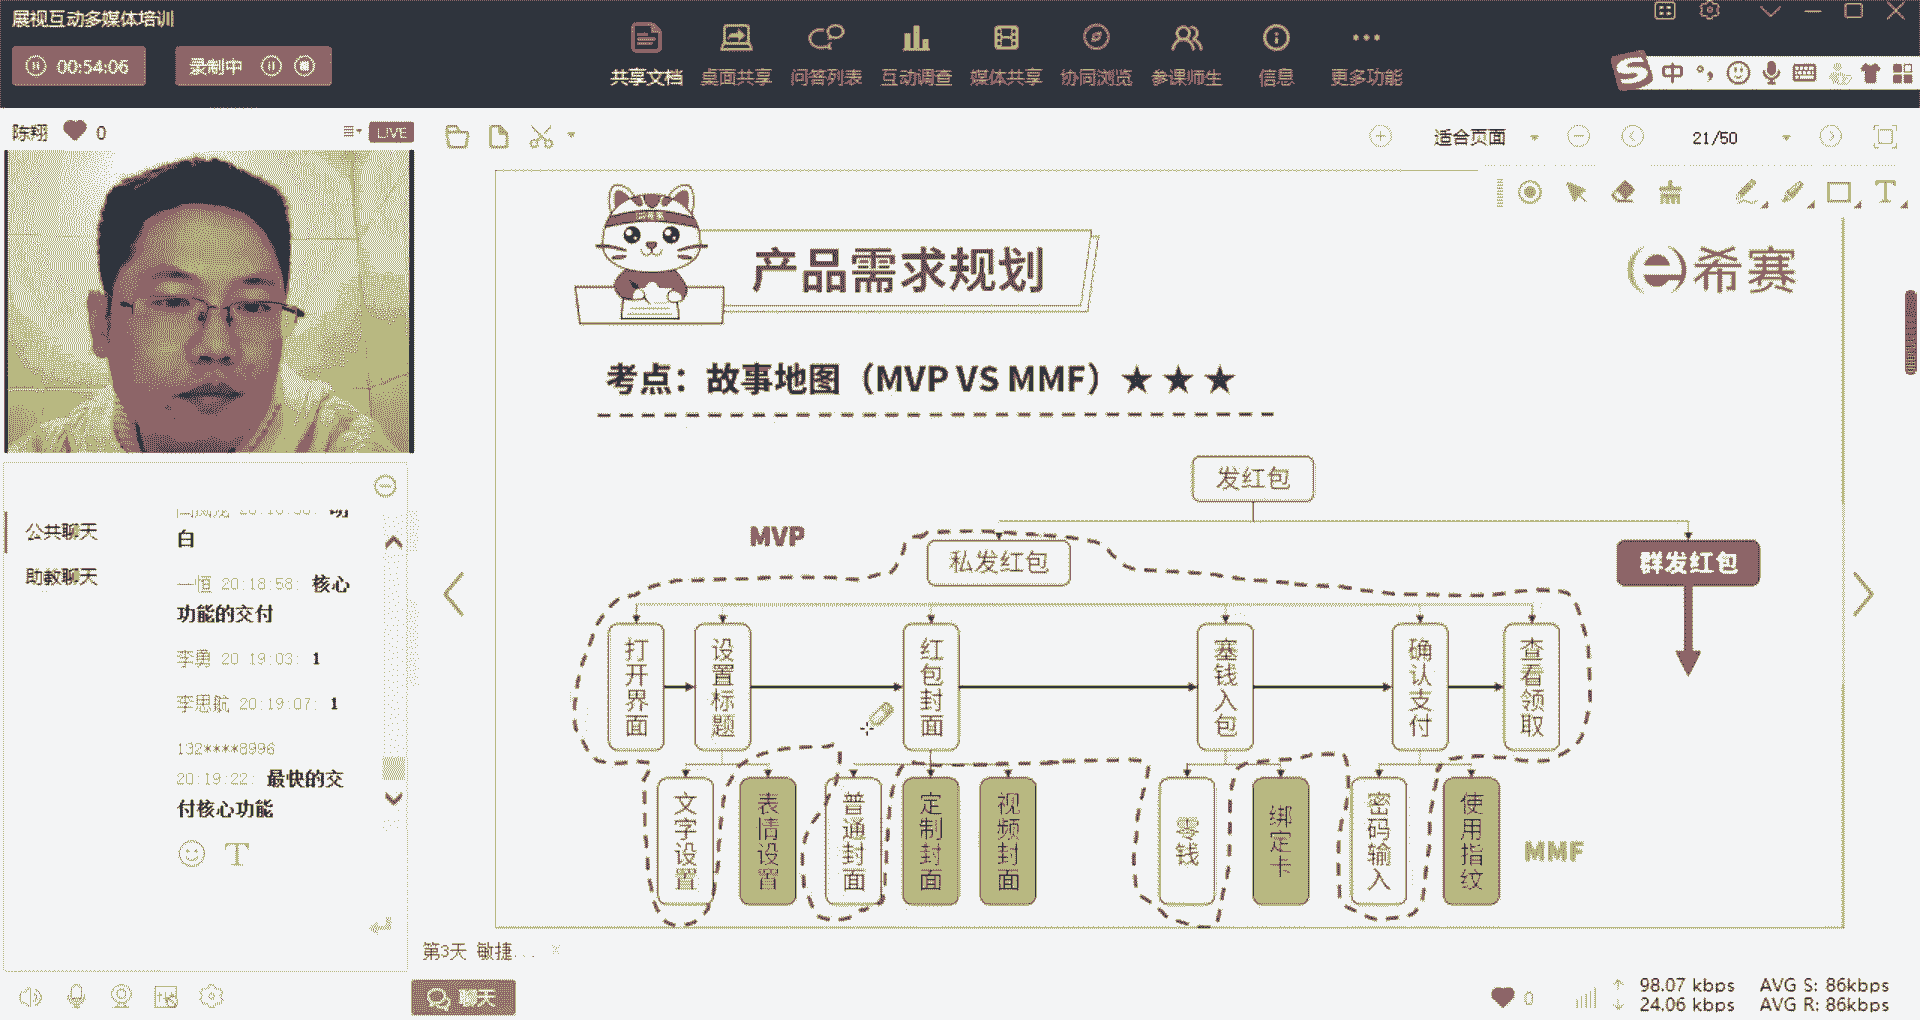 展视互动多媒体培训
00:54:06
录制中
共享文档
桌面共享
问答列表
互动调查
媒体共享
协同浏览
参课师生
信息
更多功能
中
陈翔
0
LIVE
适合页面
21/50
公共聊天
助教聊天
白
一恒 20:18:58: 核心
功能的交付
李勇 20:19:03: 1
李思航 20:19:07: 1
132****8996
20:19:22: 最快的交
付核心功能
产品需求规划
希赛
考点：故事地图（MVP VS MMF）★ ★ ★
发红包
MVP
私发红包
群发红包
打开界面
设置标题
红包封面
塞钱入包
确认支付
查看领取
文字设置
表情设置
普通封面
定制封面
视频封面
零钱
绑定卡
密码输入
使用指纹
MMF
第3天 敏捷...
聊天
0
98.07 kbps
AVG S: 86kbps
24.06 kbps
AVG R: 86kbps